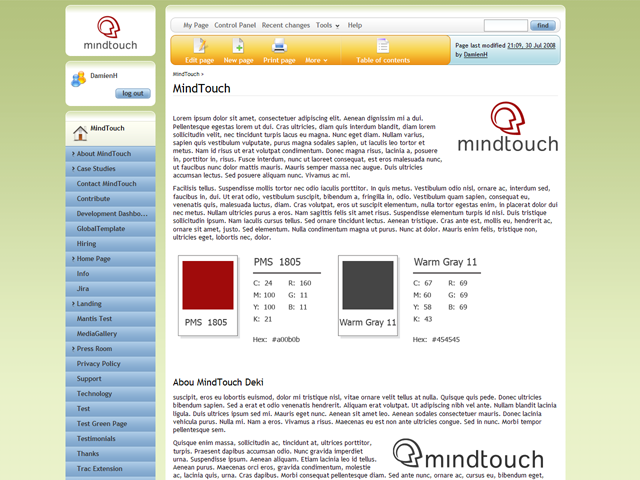 mındtouch
DamienH
log out
MindTouch
About MindTouch
Case Studies
Contact MindTouch
Contribute
Development Dashbo...
GlobalTemplate
Hiring
Home Page
Info
Jira
Landing
Mantis Test
MediaGallery
Press Room
Privacy Policy
Support
Technology
Test
Test Green Page
Testimonials
Thanks
Trac Extension
My Page Control Panel Recent changes Tools Help
find
Edit page New page Print page More Table of contents
Page last modified 21:09, 30 Jul 2008
by DamienH
MindTouch »
MindTouch
mındtouch
Lorem ipsum dolor sit amet, consectetuer adipiscing elit. Aenean dignissim mi a dui.
Pellentesque egestas lorem ut dui. Cras ultricies, diam quis interdum blandit, diam lorem
sollicitudin velit, nec tincidunt turpis lacus eu magna. Nunc eget diam. Nullam varius,
sapien quis vestibulum vulputate, purus magna sodales sapien, ut iaculis leo tortor et
metus. Nam id risus ut erat volutpat condimentum. Donec magna risus, lacinia a, posuere
in, porttitor in, risus. Fusce interdum, nunc ut laoreet consequat, est eros malesuada nunc,
ut faucibus nunc dolor mattis mauris. Mauris semper massa nec augue. Duis ultricies
accumsan lectus. Sed posuere aliquam nunc. Vivamus ac mi.
Facilisis tellus. Suspendisse mollis tortor nec odio iaculis porttitor. In quis metus. Vestibulum odio nisl, ornare ac, interdum sed,
faucibus in, dui. Ut erat odio, vestibulum suscipit, bibendum a, fringilla in, odio. Vestibulum quam sapien, consequat eu,
venenatis quis, malesuada luctus, diam. Cras volutpat, eros ut suscipit elementum, nulla tortor egestas enim, in placerat dolor dui
nec metus. Nullam ultricies purus a eros. Nam sagittis felis sit amet risus. Suspendisse elementum turpis id nisi. Duis tristique
sollicitudin ipsum. Nam iaculis cursus tellus. Sed ornare tincidunt lectus. Aenean tristique. Cras ante est, mollis eu, hendrerit ac,
ornare sit amet, justo. Sed elementum. Nulla condimentum magna ut purus. Nunc at dolor. Mauris enim felis, tristique non,
ultricies eget, lobortis nec, dolor.
PMS 1805
PMS 1805
C: 24 R: 160
M: 100 G: 11
Y: 100 B: 11
K: 21
Hex: #a00b0b
Warm Gray 11
Warm Gray 11
C: 67 R: 69
M: 60 G: 69
Y: 58 B: 69
K: 43
Hex: #454545
Abou MindTouch Deki
suscipit, eros eu lobortis euismod, dolor mi tristique nisl, vitae ornare velit tellus at nulla. Quisque quis pede. Donec ultricies
bibendum sapien. Sed a erat et odio venenatis hendrerit. Aliquam erat volutpat. Ut adipiscing nibh vel ante. Nullam blandit lacinia
ligula. Duis ultrices ipsum sed mi. Mauris eget nunc. Aenean sit amet leo. Aenean sodales consectetuer mauris. Donec lacinia
vehicula purus. Nulla mi. Nam a eros. Vivamus a risus. Maecenas eu est non ante ultricies congue. Sed in nunc. Morbi tempor
pellentesque sem.
Quisque enim massa, sollicitudin ac, tincidunt at, ultrices porttitor,
turpis. Praesent dapibus accumsan odio. Nunc gravida imperdiet
urna. Suspendisse ipsum. Aenean aliquam. Etiam lacinia leo id tellus.
Aenean purus. Maecenas orci eros, gravida condimentum, molestie
ac, lacinia quis, urna. Cras dapibus. Morbi consequat pellentesque diam. Sed ante nunc, ornare ac, cursus eu, bibendum eget,
mındtouch